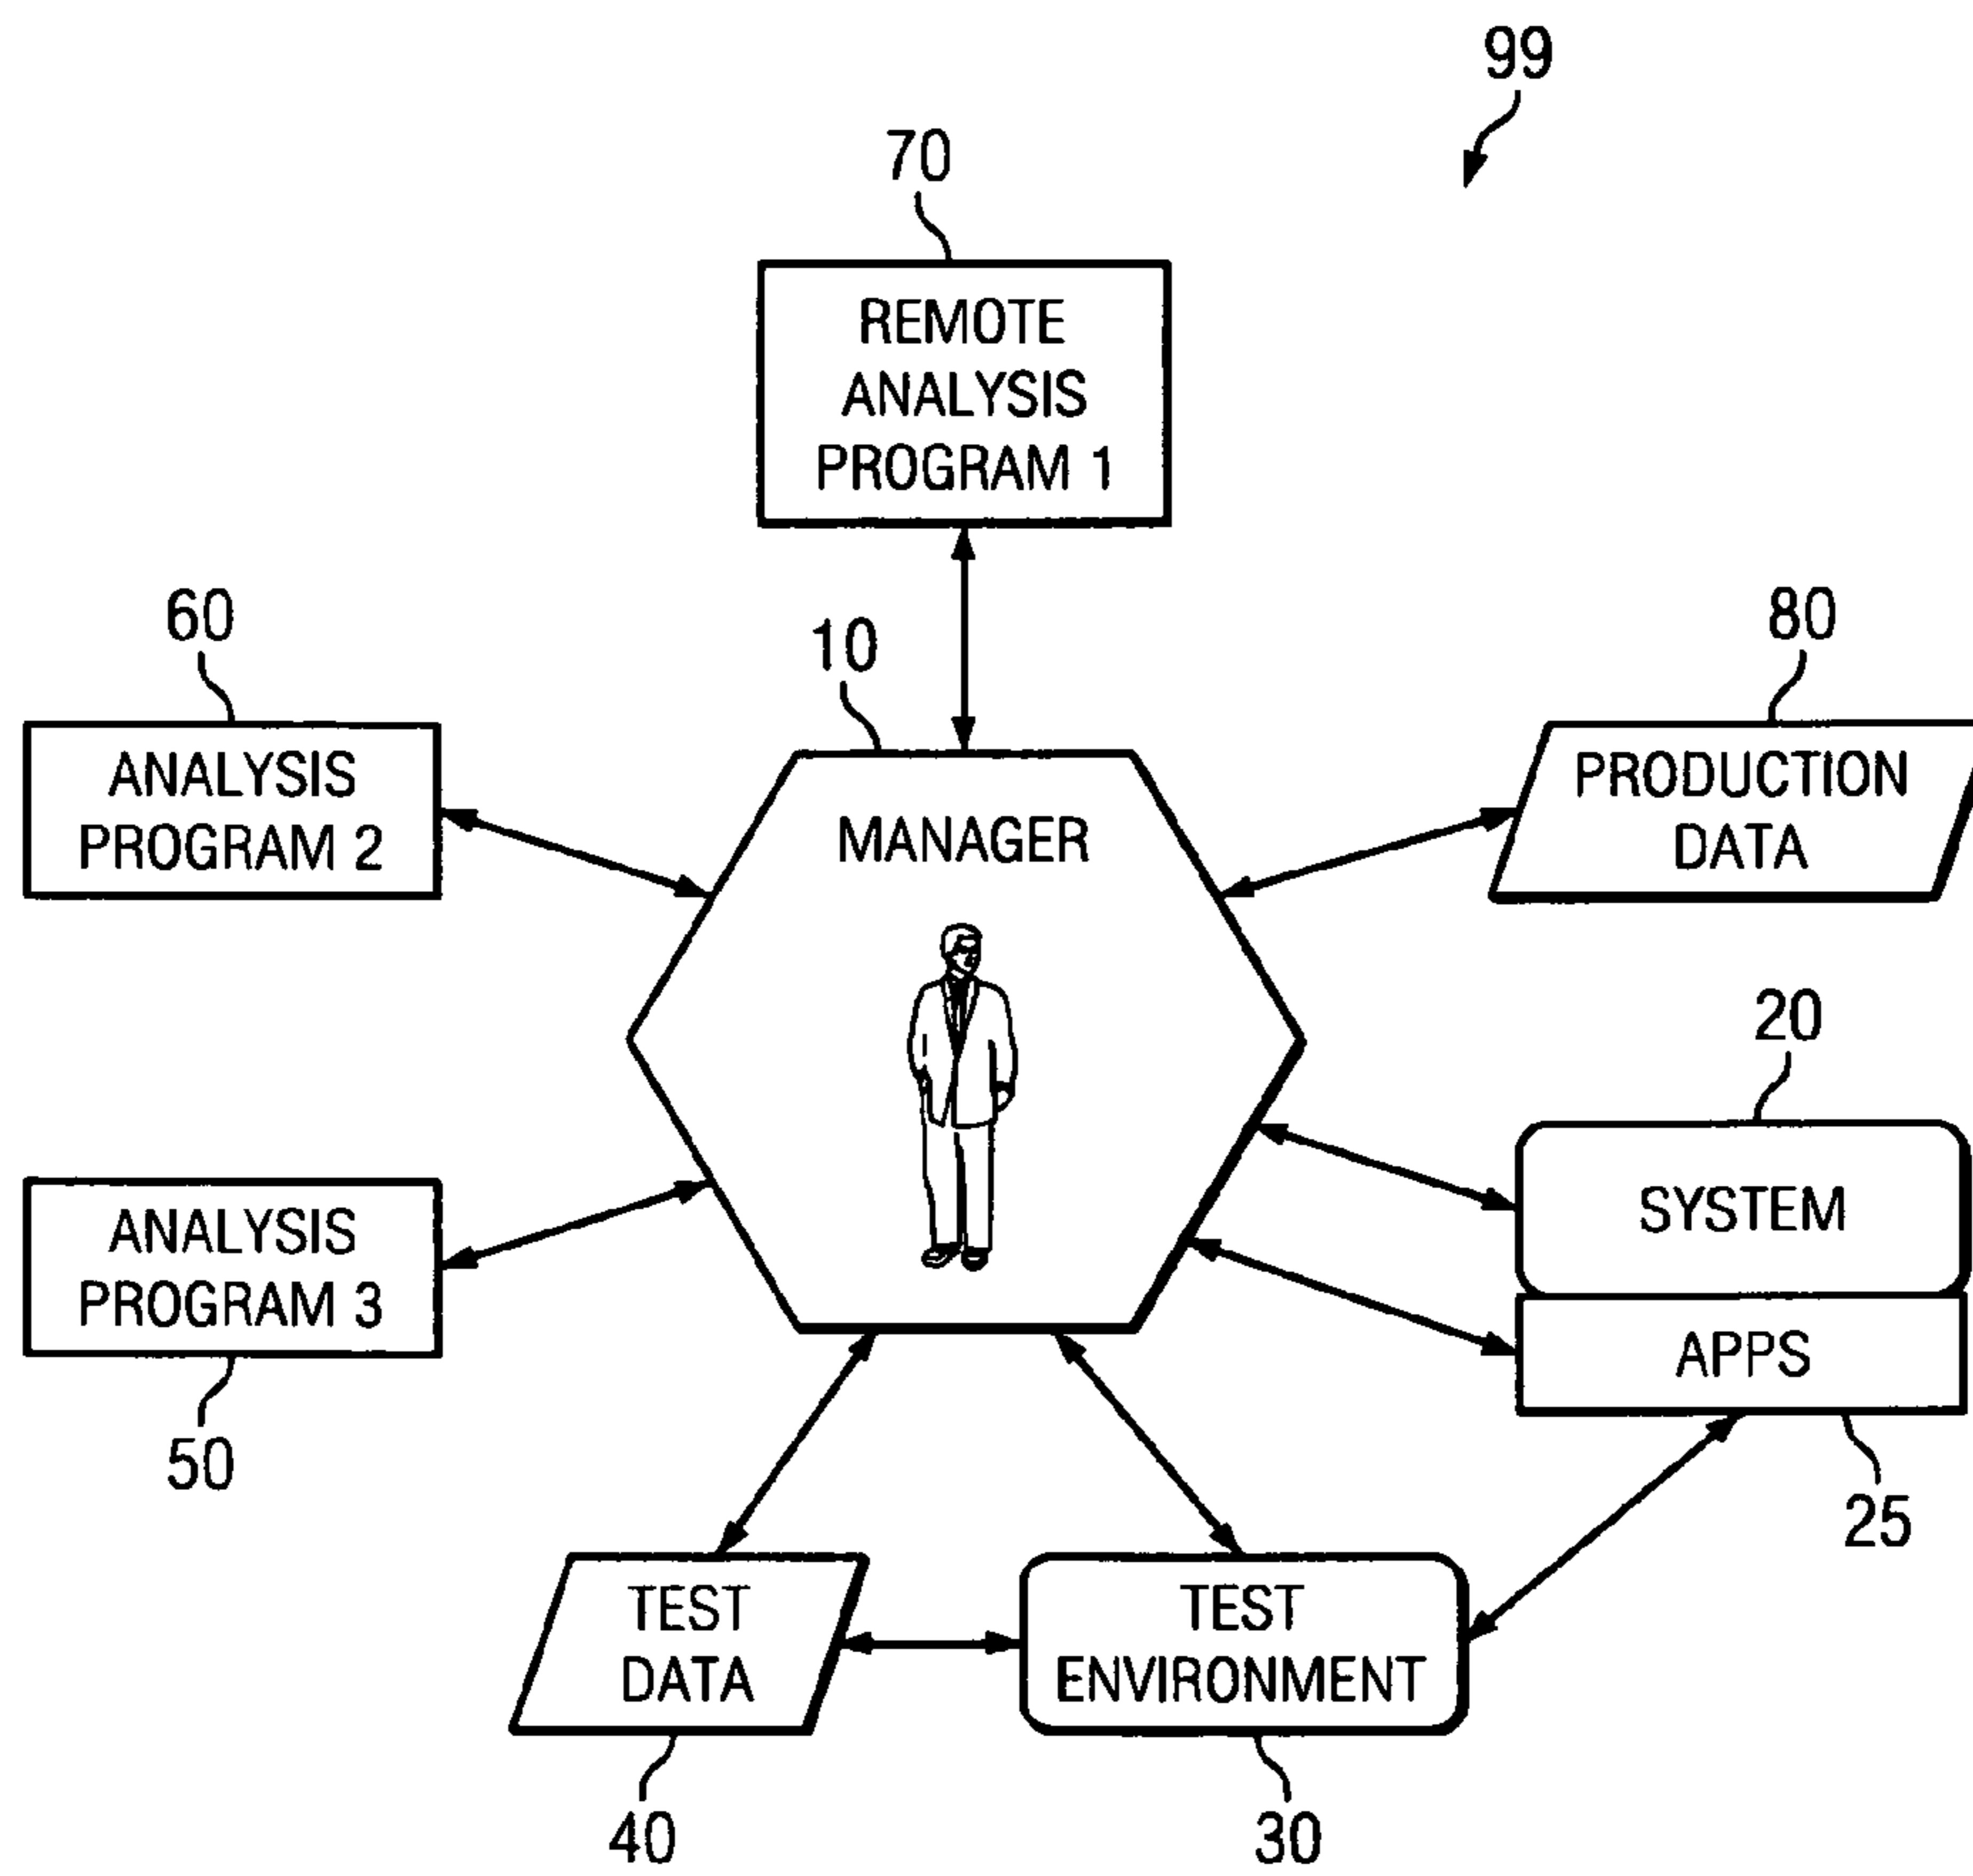 99
70
REMOTE
ANALYSIS
PROGRAM 1
60
10
80
ANALYSIS
PROGRAM 2
MANAGER
PRODUCTION
DATA
20
ANALYSIS
PROGRAM 3
SYSTEM
APPS
50
25
TEST
DATA
TEST
ENVIRONMENT
40
30